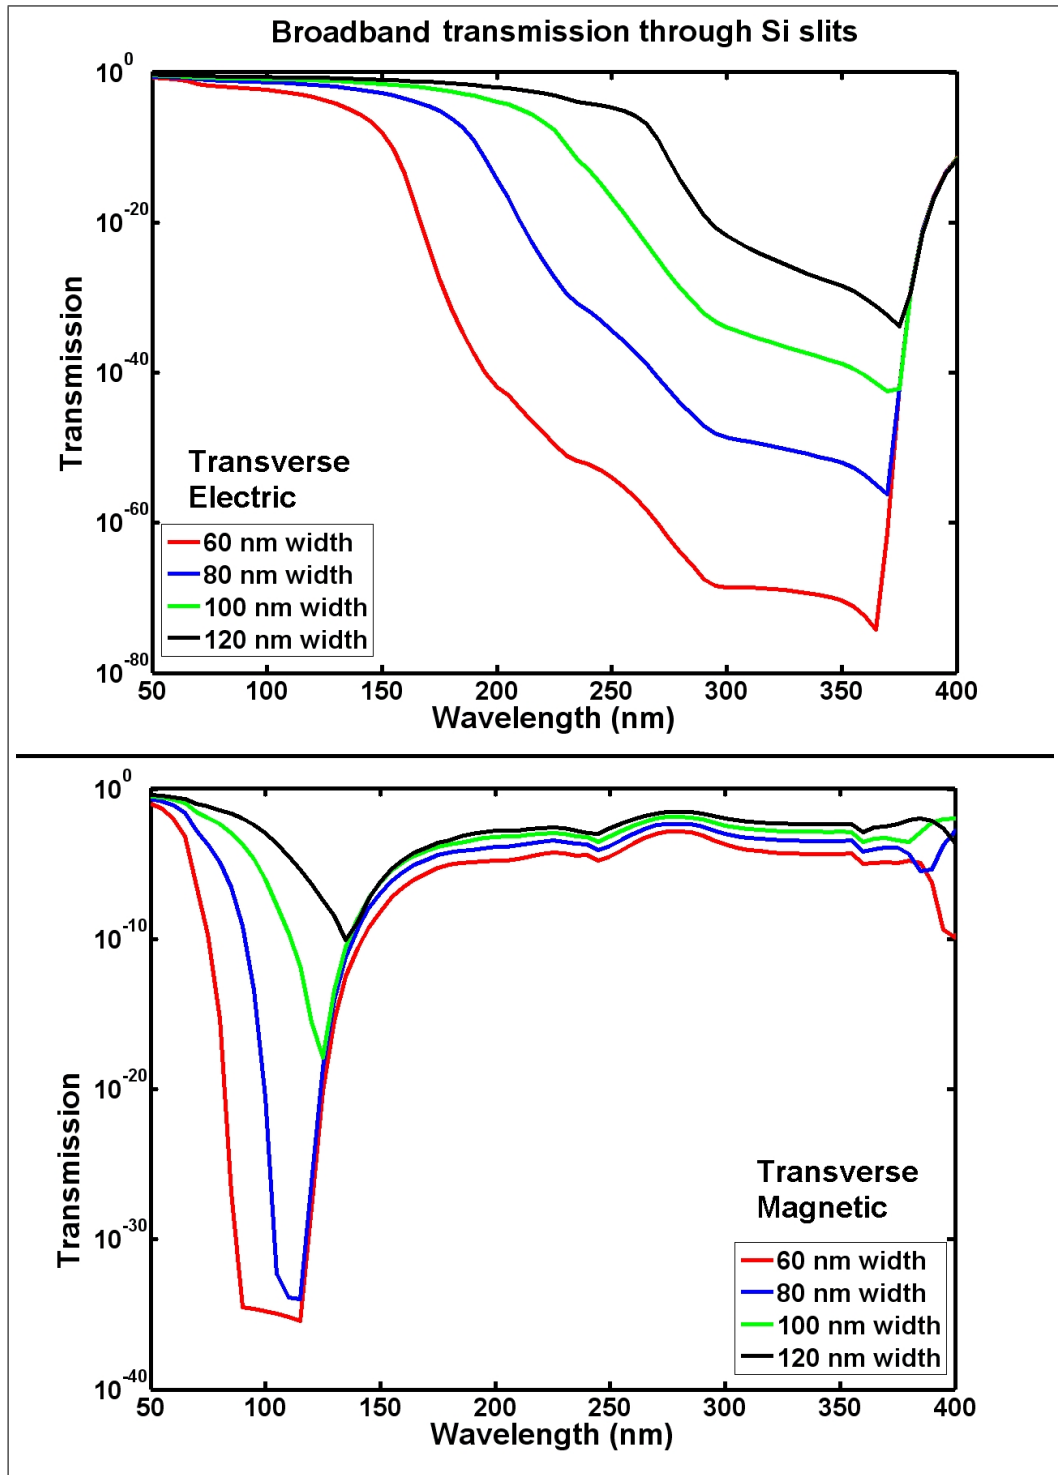 Broadband transmission through Si slits
10^0
10^-20
10^-40
10^-60
10^-80
Transmission
Transverse
Electric
60 nm width
80 nm width
100 nm width
120 nm width
50 100 150 200 250 300 350 400
Wavelength (nm)
10^0
10^-10
10^-20
10^-30
10^-40
Transmission
Transverse
Magnetic
60 nm width
80 nm width
100 nm width
120 nm width
50 100 150 200 250 300 350 400
Wavelength (nm)